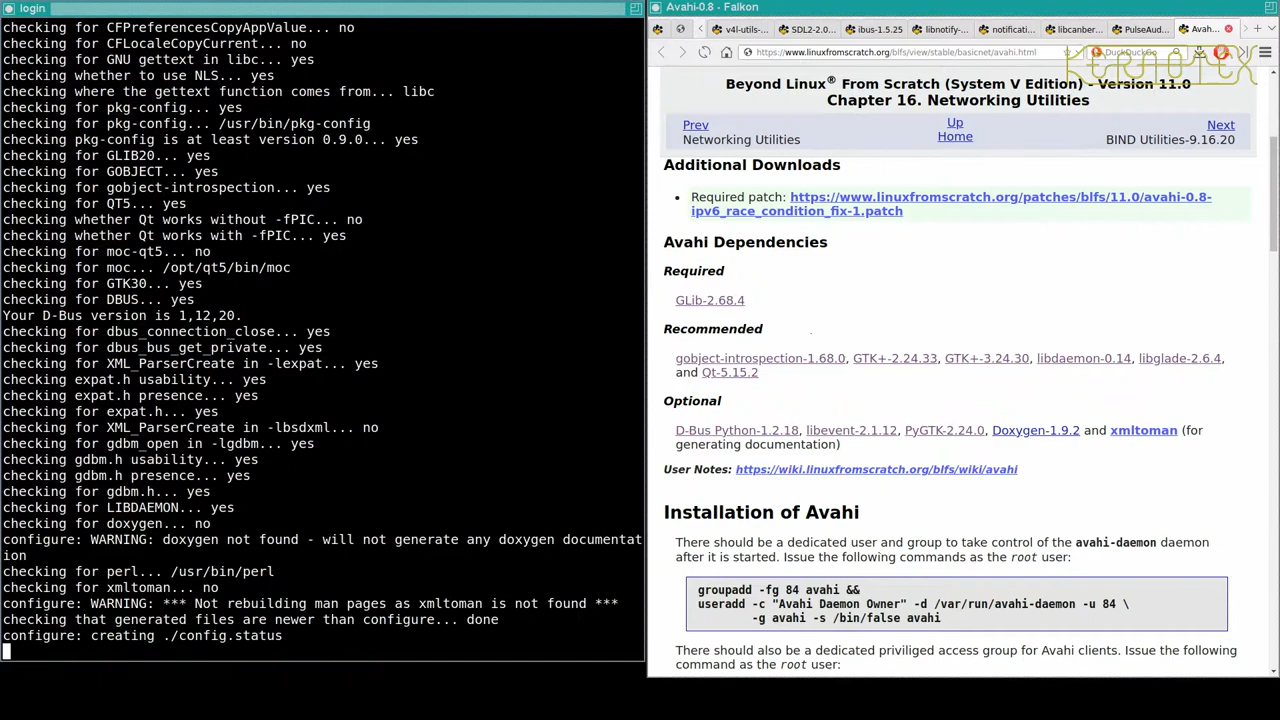 login
checking for CFPreferencesCopyAppValue... no
checking for CFLocaleCopyCurrent... no
checking for GNU gettext in libc... yes
checking whether to use NLS... yes
checking where the gettext function comes from... libc
checking for pkg-config... yes
checking for pkg-config... /usr/bin/pkg-config
checking pkg-config is at least version 0.9.0... yes
checking for GLIB20... yes
checking for GOBJECT... yes
checking for gobject-introspection... yes
checking for QT5... yes
checking whether Qt works without -fPIC... no
checking whether Qt works with -fPIC... yes
checking for moc-qt5... no
checking for moc... /opt/qt5/bin/moc
checking for GTK30... yes
checking for DBUS... yes
Your D-Bus version is 1,12,20.
checking for dbus_connection_close... yes
checking for dbus_bus_get_private... yes
checking for XML_ParserCreate in -lexpat... yes
checking expat.h usability... yes
checking expat.h presence... yes
checking for expat.h... yes
checking for XML_ParserCreate in -lbsdxml... no
checking for gdbm_open in -lgdbm... yes
checking gdbm.h usability... yes
checking gdbm.h presence... yes
checking for gdbm.h... yes
checking for LIBDAEMON... yes
checking for doxygen... no
configure: WARNING: doxygen not found - will not generate any doxygen documentat
ion
checking for perl... /usr/bin/perl
checking for xmltoman... no
configure: WARNING: *** Not rebuilding man pages as xmltoman is not found ***
checking that generated files are newer than configure... done
configure: creating ./config.status
Avahi-0.8 - Falkon
v4l-utils-... SDL2-2.0... ibus-1.5.25 libnotify-... notificati... libcanber... PulseAud... Avah...
https://www.linuxfromscratch.org/blfs/view/stable/basicnet/avahi.html DuckDuckGo
KERNOTEX
Beyond Linux® From Scratch (System V Edition) - Version 11.0
Chapter 16. Networking Utilities
Prev Up Next
Networking Utilities Home BIND Utilities-9.16.20
Additional Downloads
• Required patch: https://www.linuxfromscratch.org/patches/blfs/11.0/avahi-0.8-
ipv6_race_condition_fix-1.patch
Avahi Dependencies
Required
GLib-2.68.4
Recommended
gobject-introspection-1.68.0, GTK+-2.24.33, GTK+-3.24.30, libdaemon-0.14, libglade-2.6.4,
and Qt-5.15.2
Optional
D-Bus Python-1.2.18, libevent-2.1.12, PyGTK-2.24.0, Doxygen-1.9.2 and xmltoman (for
generating documentation)
User Notes: https://wiki.linuxfromscratch.org/blfs/wiki/avahi
Installation of Avahi
There should be a dedicated user and group to take control of the avahi-daemon daemon
after it is started. Issue the following commands as the root user:
groupadd -fg 84 avahi &&
useradd -c "Avahi Daemon Owner" -d /var/run/avahi-daemon -u 84 \
-g avahi -s /bin/false avahi
There should also be a dedicated priviliged access group for Avahi clients. Issue the following
command as the root user: